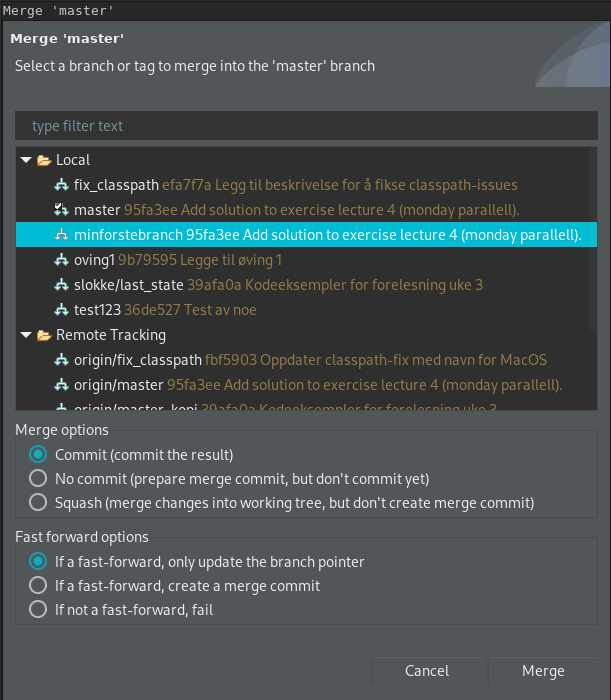 Merge 'master'
Merge 'master'
Select a branch or tag to merge into the 'master' branch
type filter text
Local
fix_classpath efa7f7a Legg til beskrivelse for å fikse classpath-issues
master 95fa3ee Add solution to exercise lecture 4 (monday parallell).
minforstebranch 95fa3ee Add solution to exercise lecture 4 (monday parallell).
oving1 9b79595 Legge til øving 1
slokke/last_state 39afa0a Kodeeksempler for forelesning uke 3
test123 36de527 Test av noe
Remote Tracking
origin/fix_classpath fbf5903 Oppdater classpath-fix med navn for MacOS
origin/master 95fa3ee Add solution to exercise lecture 4 (monday parallell).
origin/master_kopi 39afa0a Kodeeksempler for forelesning uke 3
Merge options
Commit (commit the result)
No commit (prepare merge commit, but don't commit yet)
Squash (merge changes into working tree, but don't create merge commit)
Fast forward options
If a fast-forward, only update the branch pointer
If a fast-forward, create a merge commit
If not a fast-forward, fail
Cancel Merge